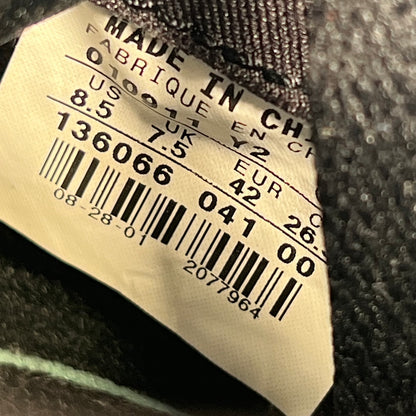 MADE IN CH
FABRIQUE EN CH
010911 Y2
US UK EUR C
8.5 7.5 42 26.
136066 041 00
08-28-01 2077964